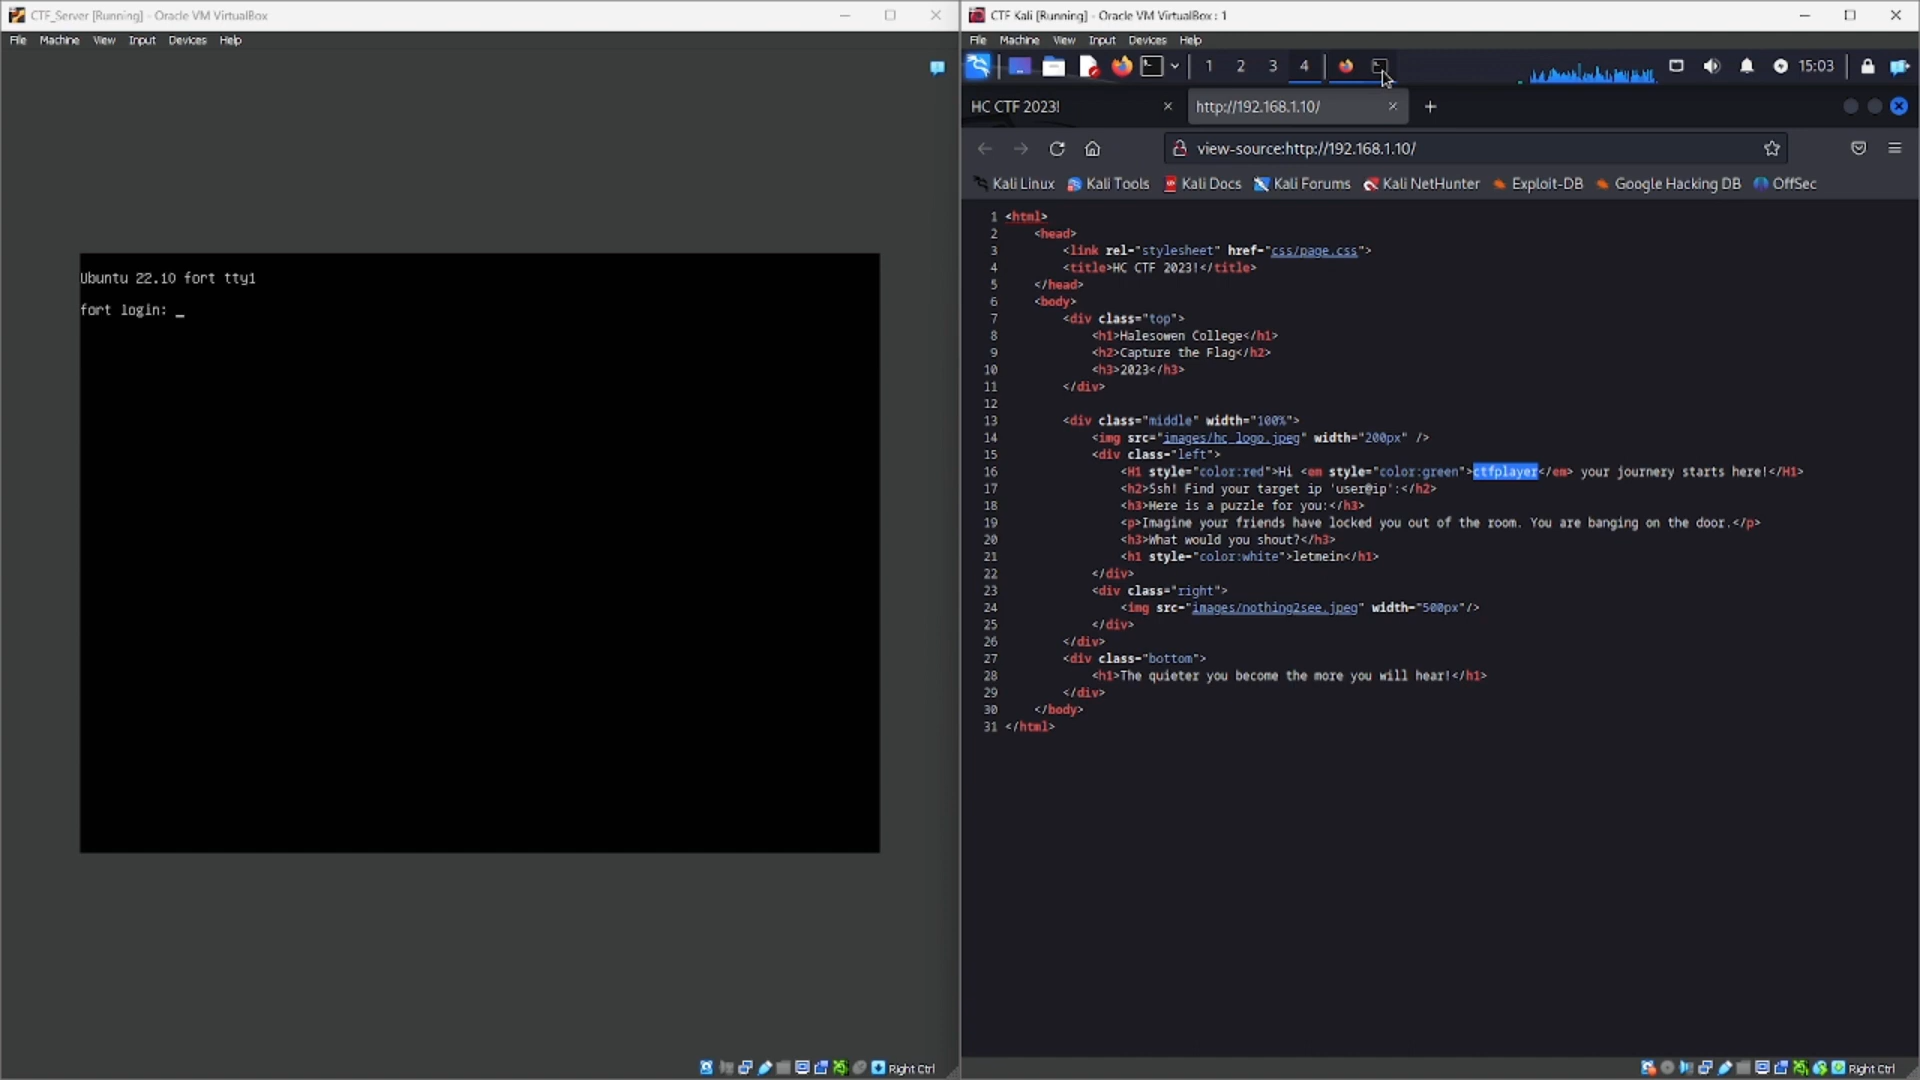 CTF_Server [Running] - Oracle VM VirtualBox
File Machine View Input Devices Help
Ubuntu 22.10 fort tty1
fort login: _
Right Ctrl
CTF Kali [Running] - Oracle VM VirtualBox : 1
File Machine View Input Devices Help
1 2 3 4 15:03
HC CTF 2023! http://192.168.1.10/
view-source:http://192.168.1.10/
Kali Linux Kali Tools Kali Docs Kali Forums Kali NetHunter Exploit-DB Google Hacking DB OffSec
1 <html>
2 <head>
3 <link rel="stylesheet" href="css/page.css">
4 <title>HC CTF 2023!</title>
5 </head>
6 <body>
7 <div class="top">
8 <h1>Halesowen College</h1>
9 <h2>Capture the Flag</h2>
10 <h3>2023</h3>
11 </div>
12
13 <div class="middle" width="100%">
14 <img src="images/hc_logo.jpeg" width="200px" />
15 <div class="left">
16 <H1 style="color:red">Hi <em style="color:green">ctfplayer</em> your journery starts here!</H1>
17 <h2>Ssh! Find your target ip 'user@ip':</h2>
18 <h3>Here is a puzzle for you:</h3>
19 <p>Imagine your friends have locked you out of the room. You are banging on the door.</p>
20 <h3>What would you shout?</h3>
21 <h1 style="color:white">letmein</h1>
22 </div>
23 <div class="right">
24 <img src="images/nothing2see.jpeg" width="500px"/>
25 </div>
26 </div>
27 <div class="bottom">
28 <h1>The quieter you become the more you will hear!</h1>
29 </div>
30 </body>
31 </html>
Right Ctrl